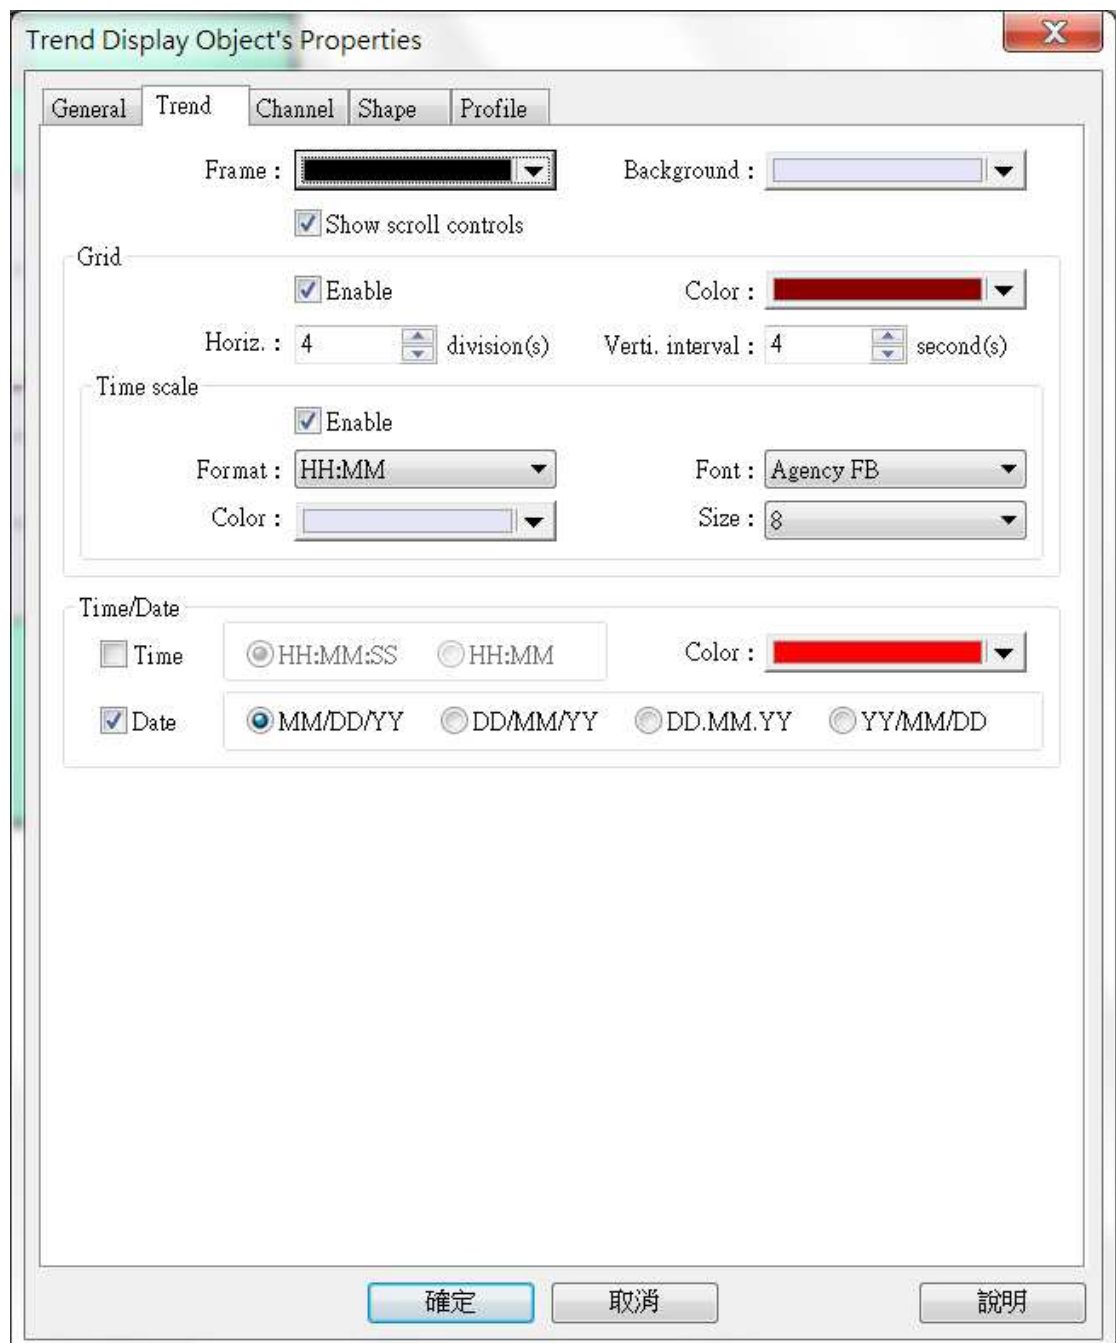 Trend Display Object's Properties
General Trend Channel Shape Profile
Frame : Background :
Show scroll controls
Grid
Enable Color :
Horiz. : 4 division(s) Verti. interval : 4 second(s)
Time scale
Enable
Format : HH:MM Font : Agency FB
Color : Size : 8
Time/Date
Time HH:MM:SS HH:MM Color :
Date MM/DD/YY DD/MM/YY DD.MM.YY YY/MM/DD
確定 取消 說明